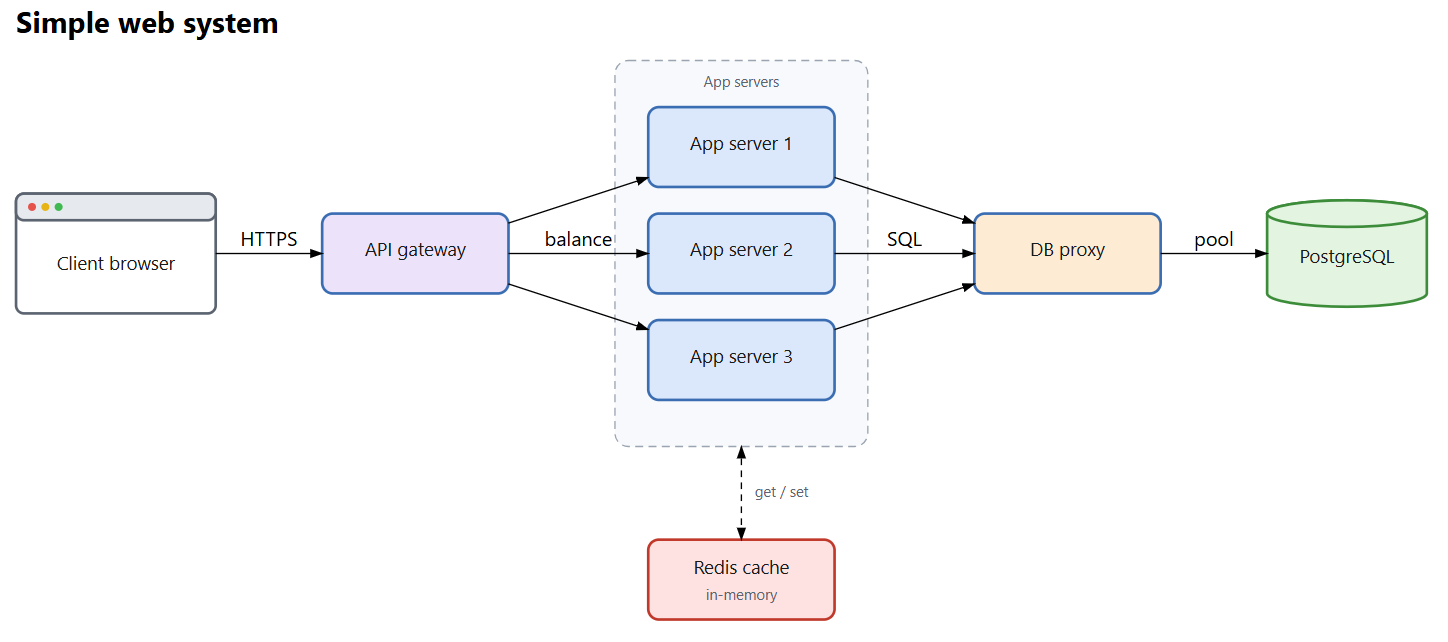 Simple web system
App servers
App server 1
HTTPS
balance
SQL
pool
Client browser
API gateway
App server 2
DB proxy
PostgreSQL
App server 3
get / set
Redis cache
in-memory